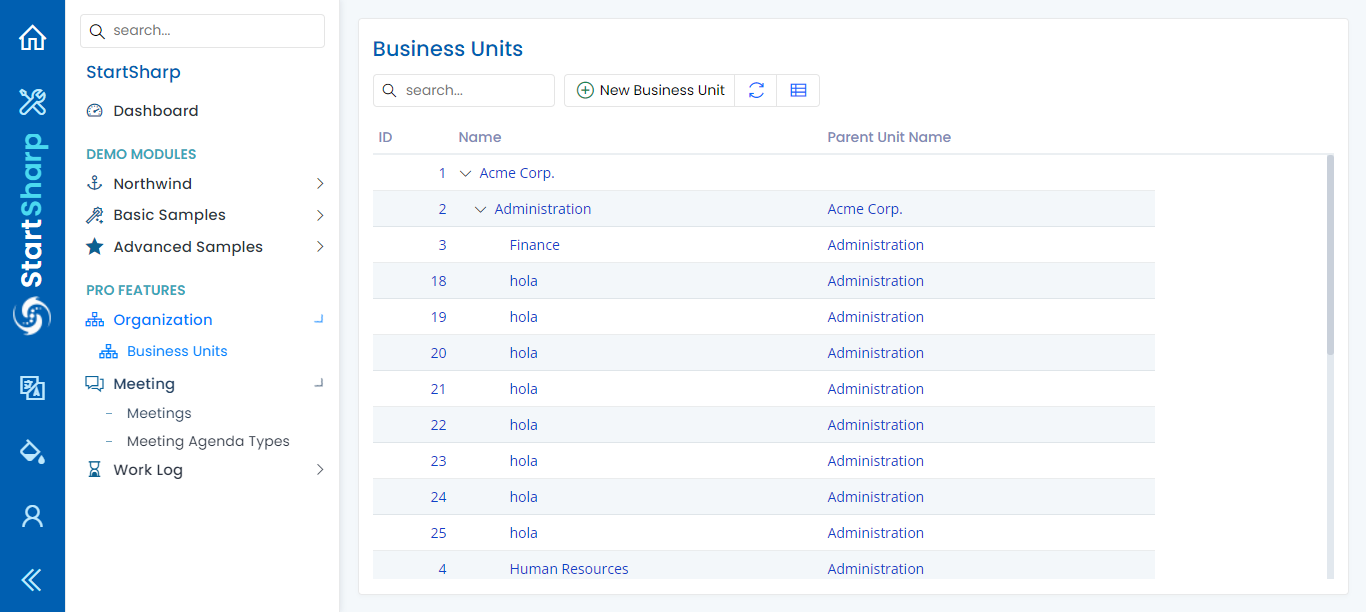 StartSharp
search...
StartSharp
Dashboard
DEMO MODULES
Northwind
Basic Samples
Advanced Samples
PRO FEATURES
Organization
Business Units
Meeting
Meetings
Meeting Agenda Types
Work Log
Business Units
search...
New Business Unit
ID Name Parent Unit Name
1 Acme Corp.
2 Administration Acme Corp.
3 Finance Administration
18 hola Administration
19 hola Administration
20 hola Administration
21 hola Administration
22 hola Administration
23 hola Administration
24 hola Administration
25 hola Administration
4 Human Resources Administration